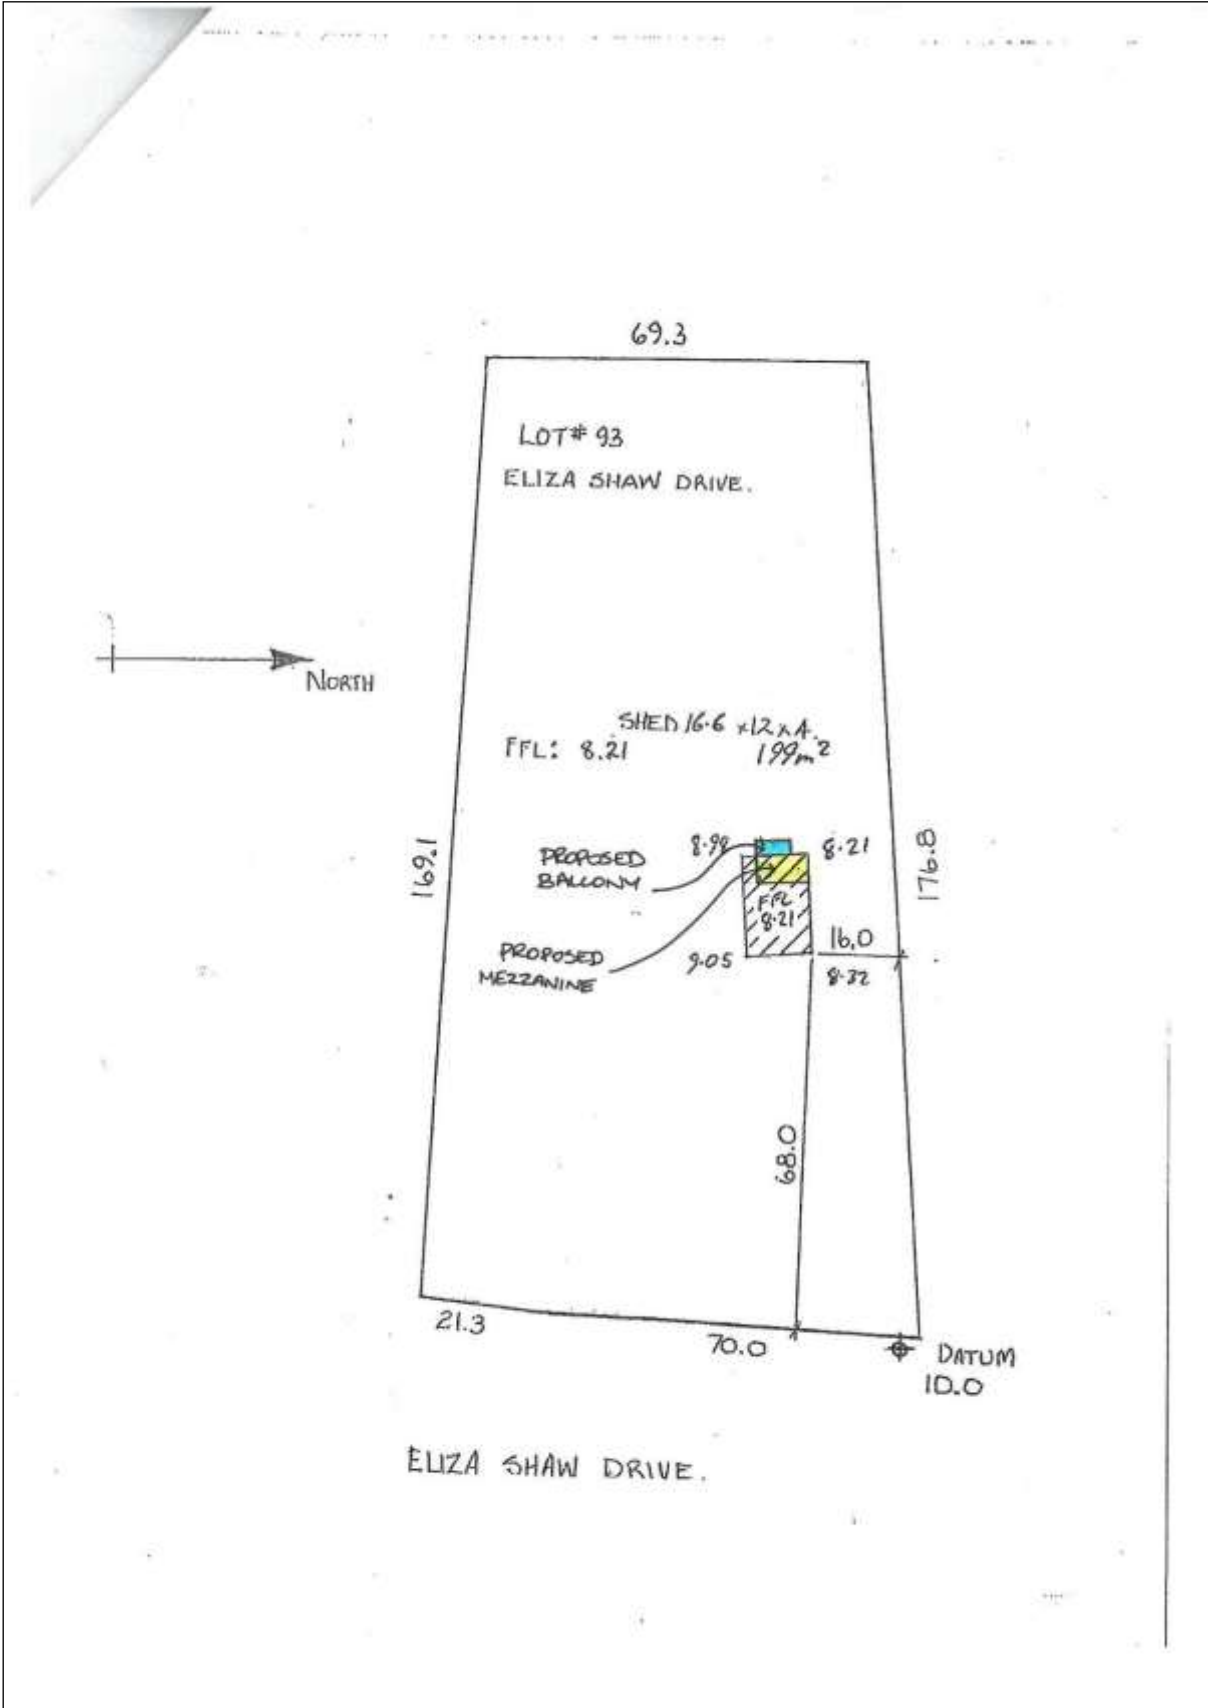 69.3
LOT# 93
ELIZA SHAW DRIVE.
NORTH
SHED 16.6 x12 x4.
FFL: 8.21
199m²
169.1
176.8
PROPOSED
BALCONY
8.98
8.21
FFL
8.21
PROPOSED
MEZZANINE
9.05
16.0
8.32
68.0
21.3
70.0
DATUM
10.0
ELIZA SHAW DRIVE.